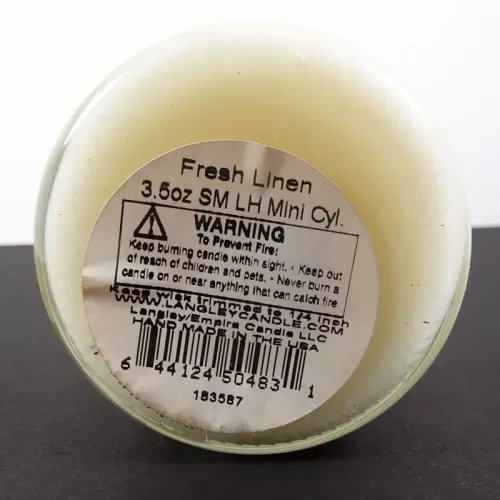 Fresh Linen
3.5oz SM LH Mini Cyl.
WARNING
To Prevent Fire:
Keep burning candle within sight. • Keep out
of reach of children and pets. • Never burn a
candle on or near anything that can catch fire
Keep wick trimmed to 1/4 inch
WWW.LANGLEYCANDLE.COM
Langley/Empire Candle LLC
HAND MADE IN THE USA
6 44124 50483 1
183587